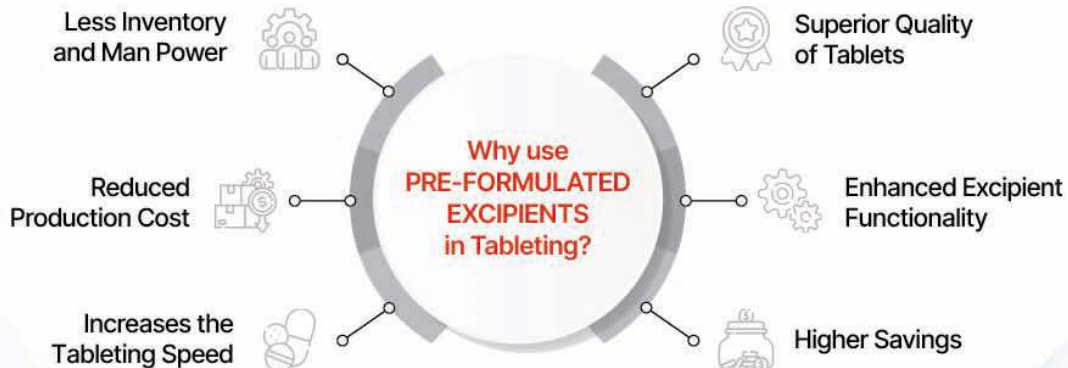 Less Inventory
and Man Power
Reduced
Production Cost
Increases the
Tableting Speed
Why use
PRE-FORMULATED
EXCIPIENTS
in Tableting?
Superior Quality
of Tablets
Enhanced Excipient
Functionality
Higher Savings